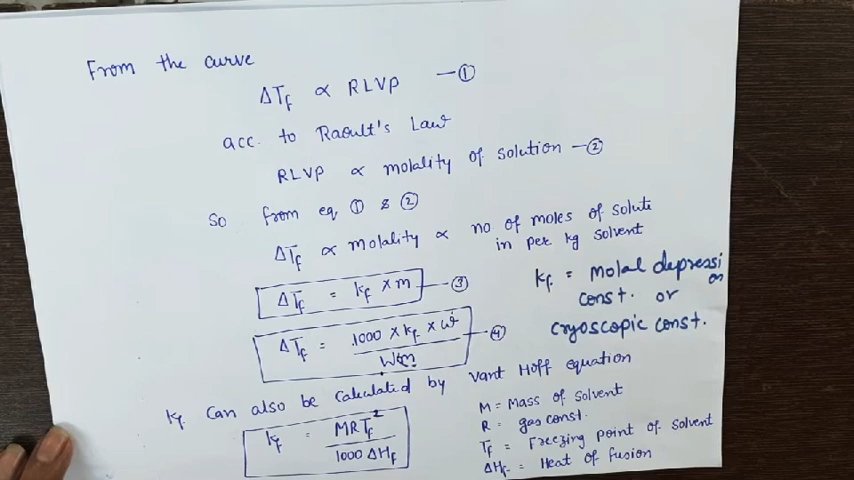 From the curve
ΔTf ∝ RLVP —①
acc. to Raoult's Law
RLVP ∝ molality of solution —②
So from eq ① & ②
ΔTf ∝ molality ∝ no of moles of solute
in per kg solvent
ΔTf = kf × m —③
kf = molal depression
const. or
cryoscopic const.
ΔTf = 1000 × kf × w / W —④
kf can also be calculated by Vant Hoff equation
kf = MRTf² / 1000 ΔHf
M = Mass of solvent
R = gas const.
Tf = Freezing point of solvent
ΔHf = Heat of fusion